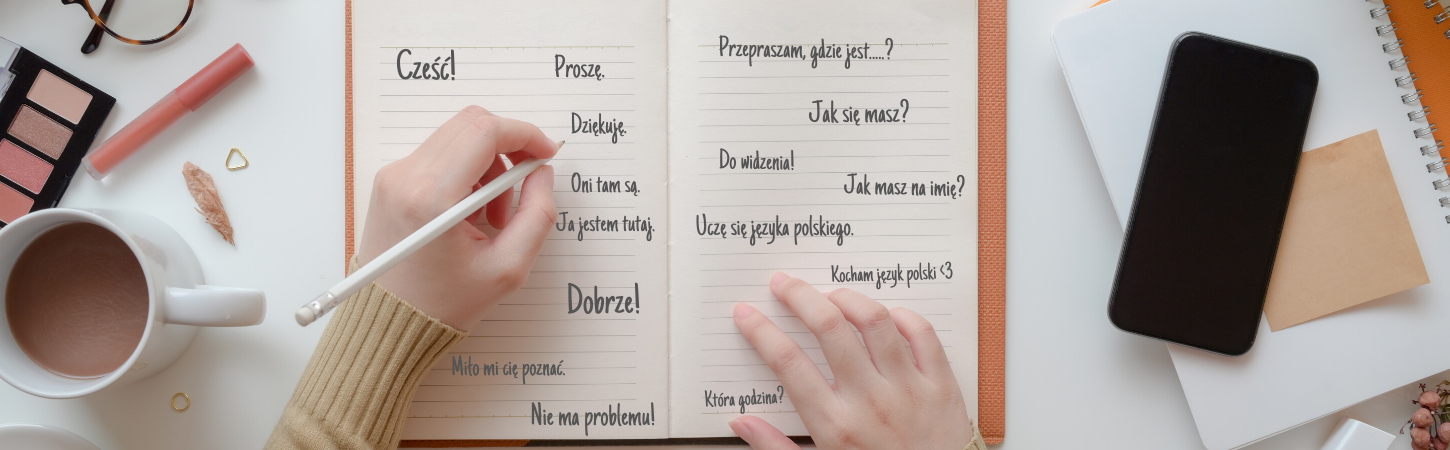 Cześć!
Proszę.
Dziękuję.
Oni tam są.
Ja jestem tutaj.
Dobrze!
Miło mi cię poznać.
Nie ma problemu!
Przepraszam, gdzie jest.....?
Jak się masz?
Do widzenia!
Jak masz na imię?
Uczę się języka polskiego.
Kocham język polski <3
Która godzina?